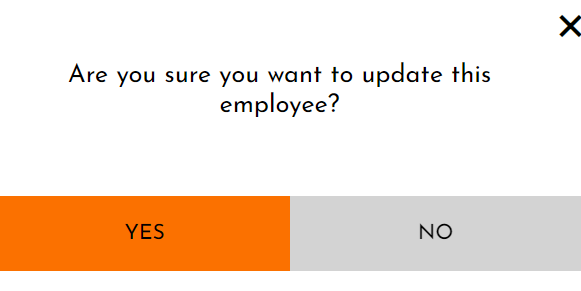 Are you sure you want to update this
employee?
YES
NO